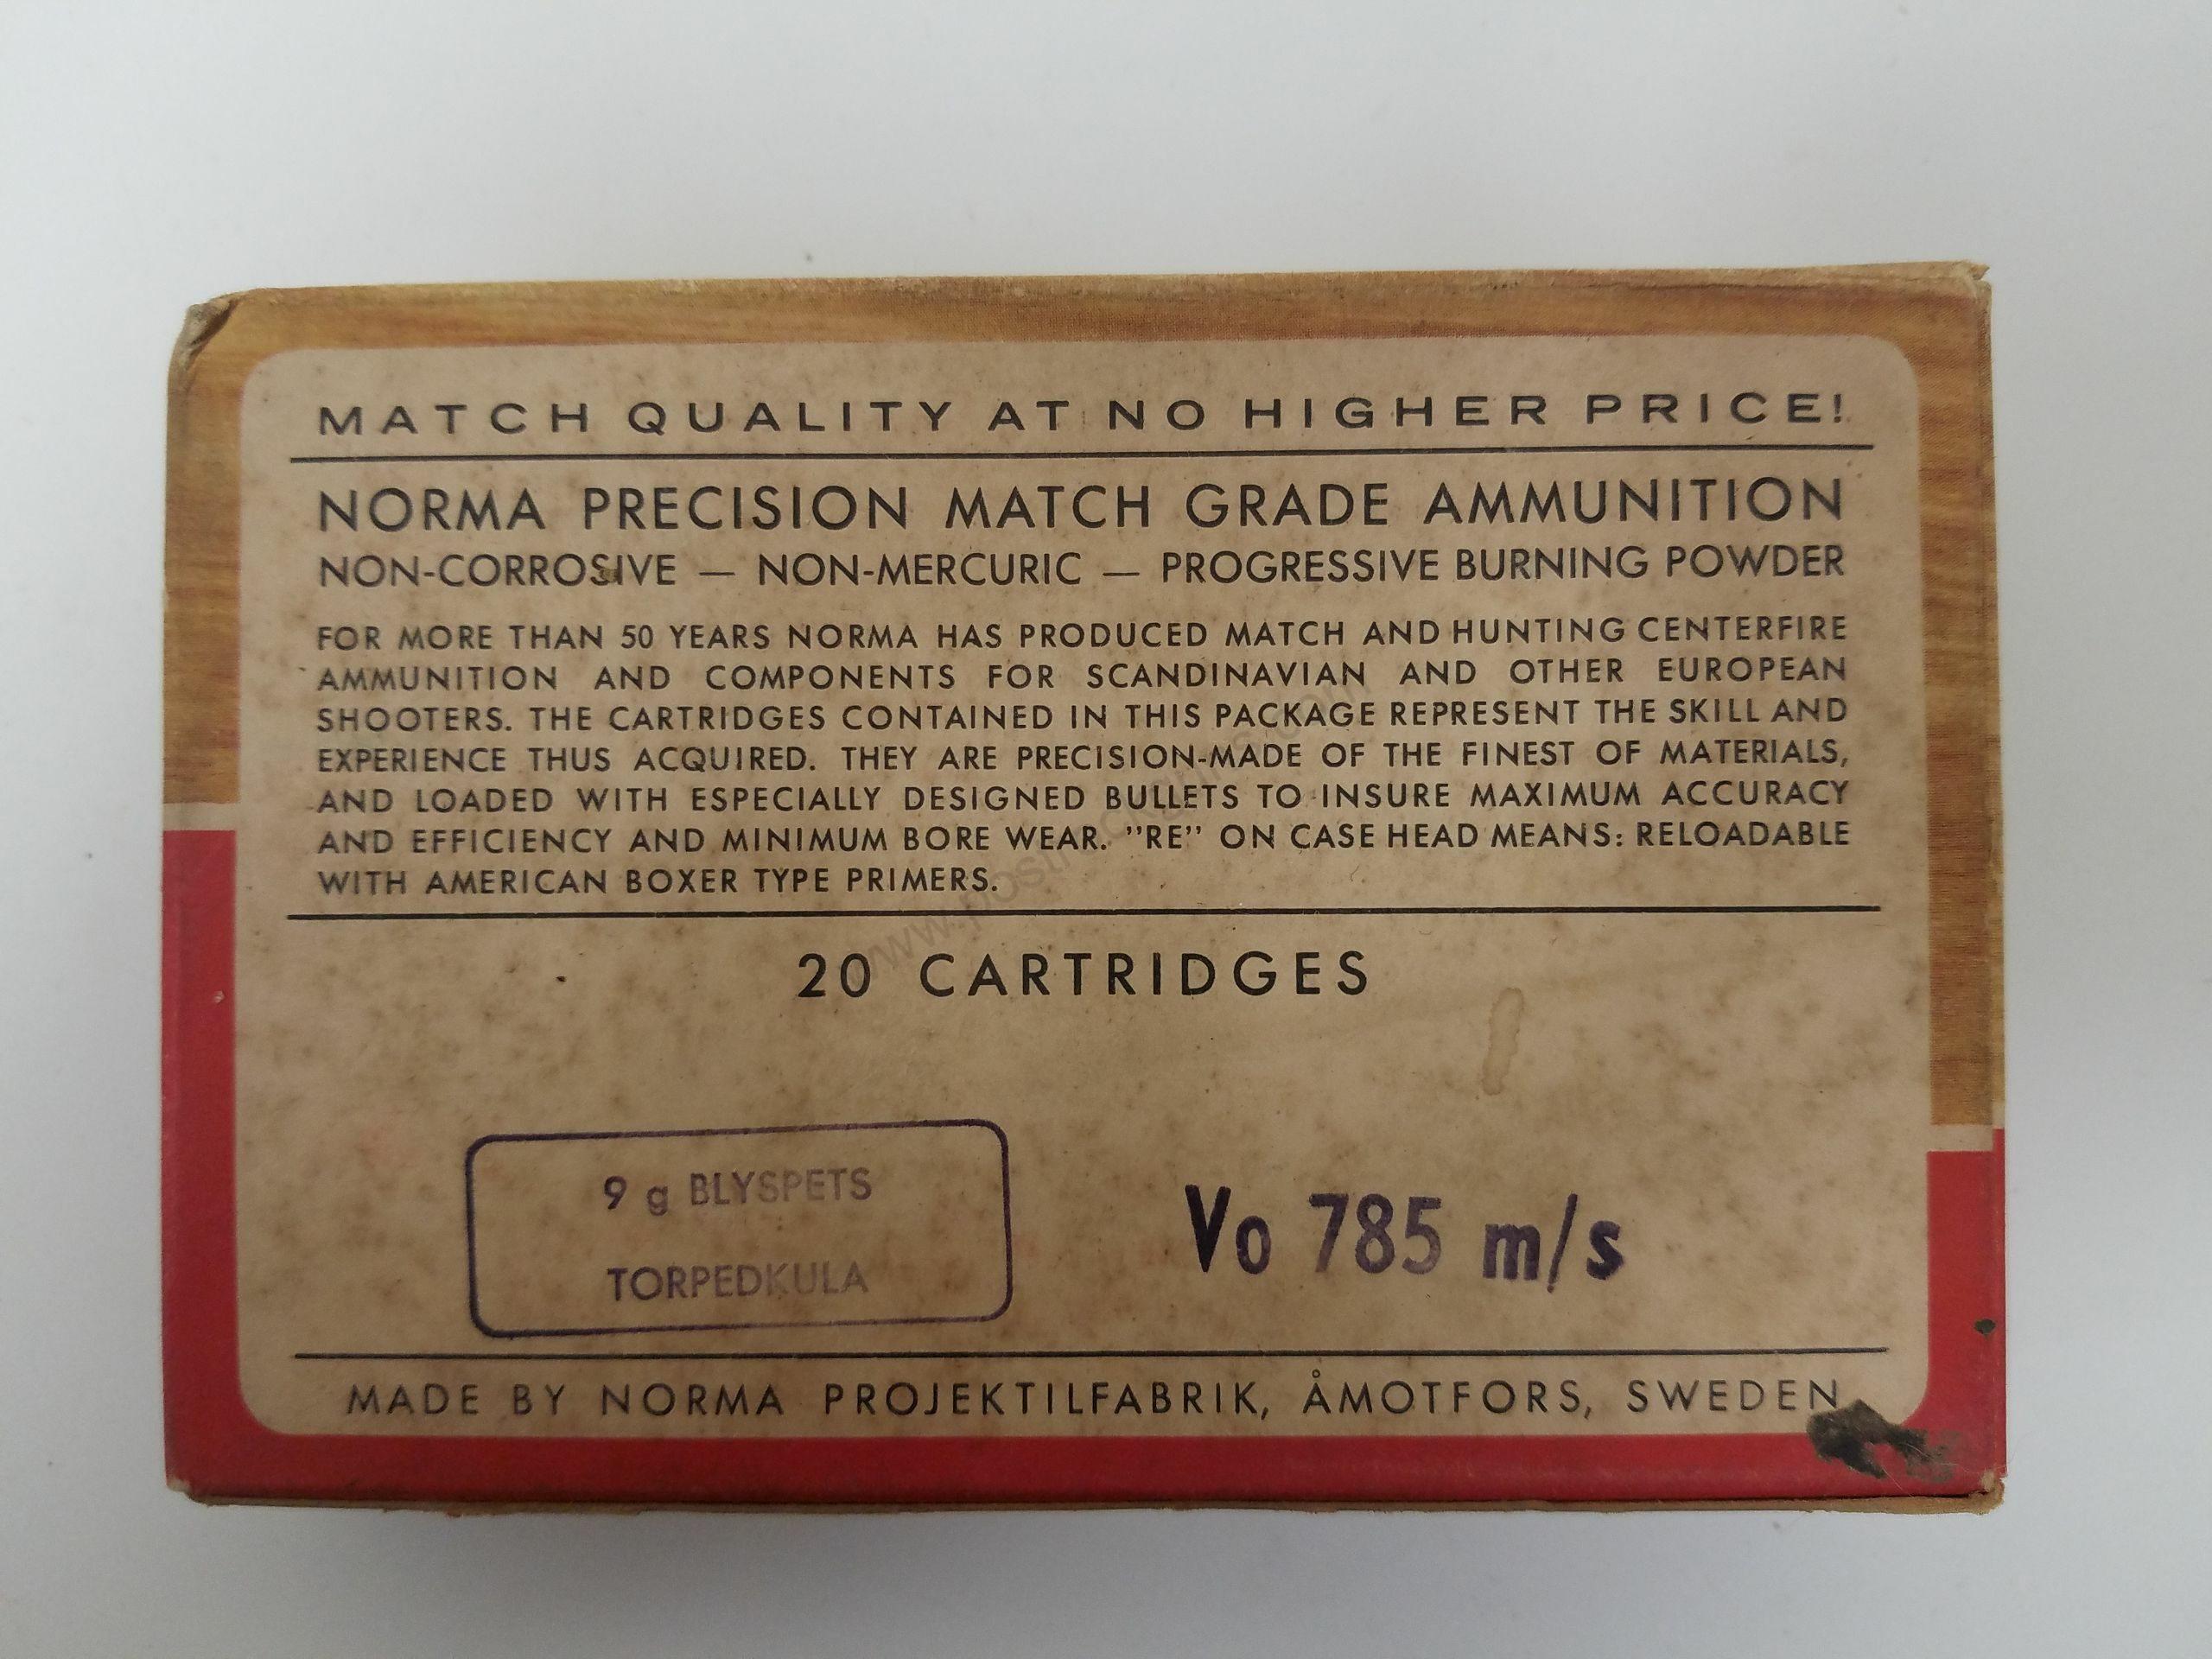 MATCH QUALITY AT NO HIGHER PRICE!
NORMA PRECISION MATCH GRADE AMMUNITION
NON-CORROSIVE — NON-MERCURIC — PROGRESSIVE BURNING POWDER
FOR MORE THAN 50 YEARS NORMA HAS PRODUCED MATCH AND HUNTING CENTERFIRE
AMMUNITION AND COMPONENTS FOR SCANDINAVIAN AND OTHER EUROPEAN
SHOOTERS. THE CARTRIDGES CONTAINED IN THIS PACKAGE REPRESENT THE SKILL AND
EXPERIENCE THUS ACQUIRED. THEY ARE PRECISION-MADE OF THE FINEST OF MATERIALS,
AND LOADED WITH ESPECIALLY DESIGNED BULLETS TO INSURE MAXIMUM ACCURACY
AND EFFICIENCY AND MINIMUM BORE WEAR. ”RE” ON CASE HEAD MEANS: RELOADABLE
WITH AMERICAN BOXER TYPE PRIMERS.
20 CARTRIDGES
9 g BLYSPETS
TORPEDKULA
Vo 785 m/s
MADE BY NORMA PROJEKTILFABRIK, ÅMOTFORS, SWEDEN